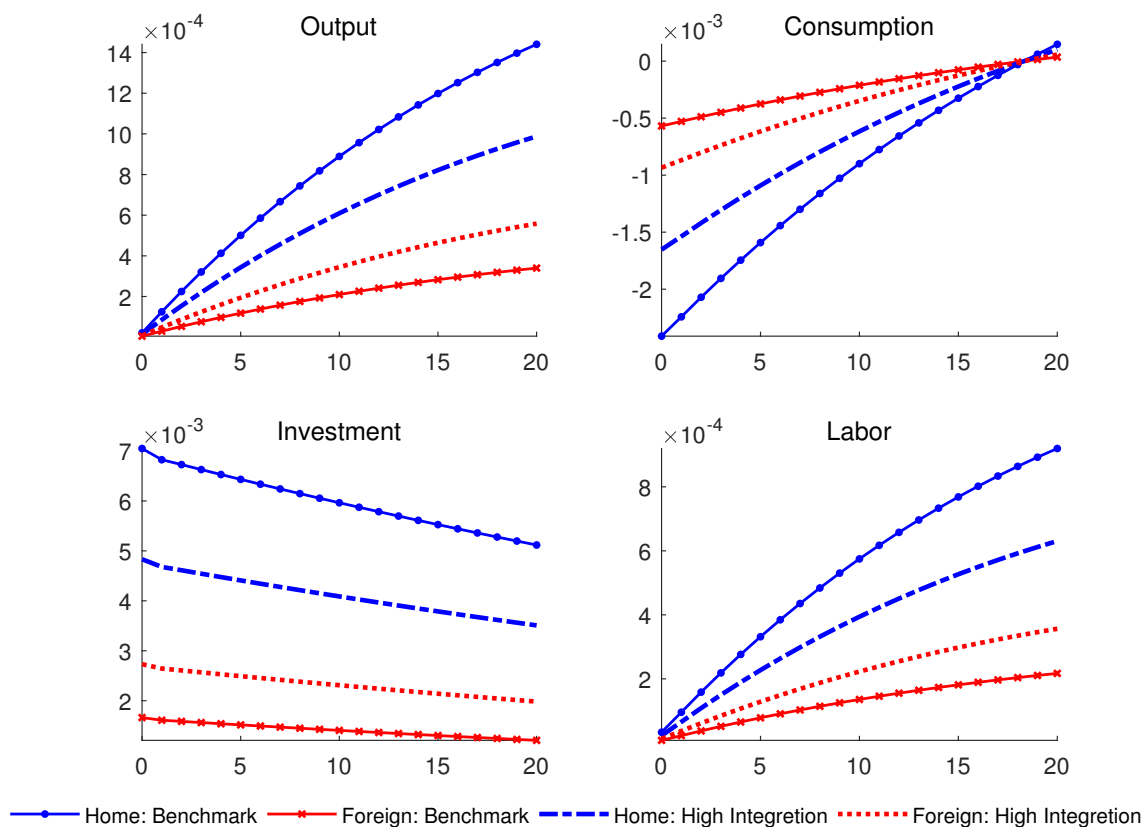 Output
×10⁻⁴
14
12
10
8
6
4
2
0 5 10 15 20
Consumption
×10⁻³
0
-0.5
-1
-1.5
-2
0 5 10 15 20
Investment
×10⁻³
7
6
5
4
3
2
0 5 10 15 20
Labor
×10⁻⁴
8
6
4
2
0 5 10 15 20
Home: Benchmark Foreign: Benchmark Home: High Integretion Foreign: High Integretion